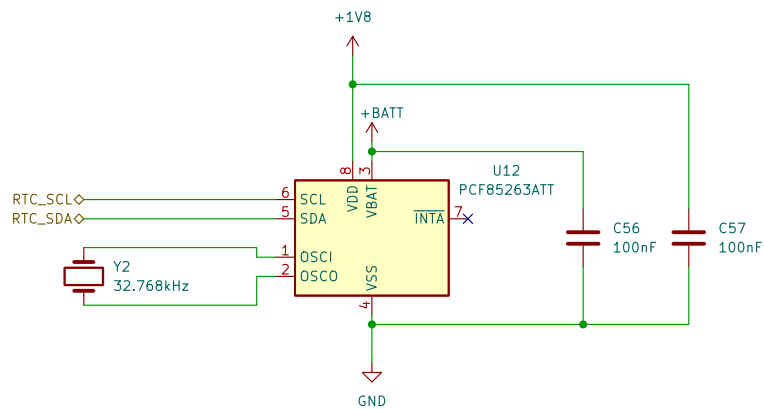 +1V8
+BATT
U12
PCF85263ATT
8
3
VDD
VBAT
RTC_SCL
6
SCL
RTC_SDA
5
SDA
INTA
7
1
OSCI
2
OSCO
Y2
32.768kHz
VSS
4
C56
100nF
C57
100nF
GND